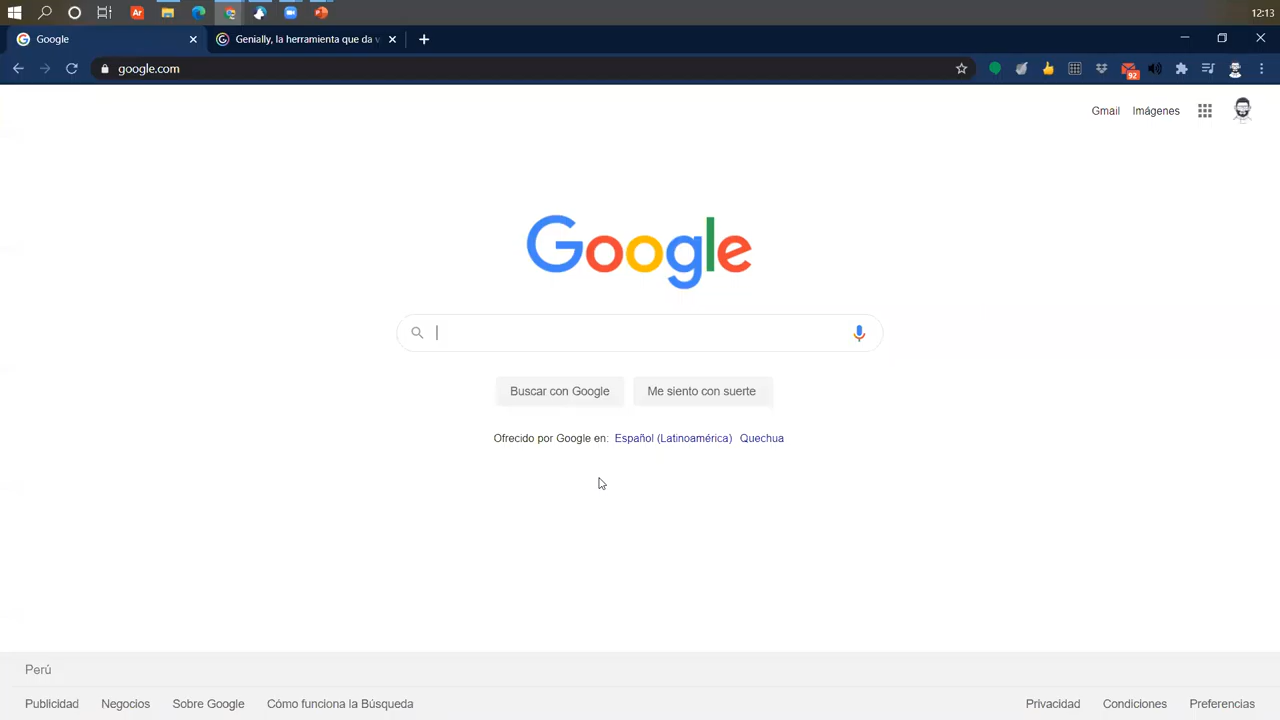 Ar
12:13
Google
Genially, la herramienta que da v
google.com
92
Gmail
Imágenes
Google
Buscar con Google
Me siento con suerte
Ofrecido por Google en: Español (Latinoamérica) Quechua
Perú
Publicidad
Negocios
Sobre Google
Cómo funciona la Búsqueda
Privacidad
Condiciones
Preferencias